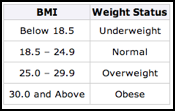 BMI Weight Status
Below 18.5 Underweight
18.5 – 24.9 Normal
25.0 – 29.9 Overweight
30.0 and Above Obese